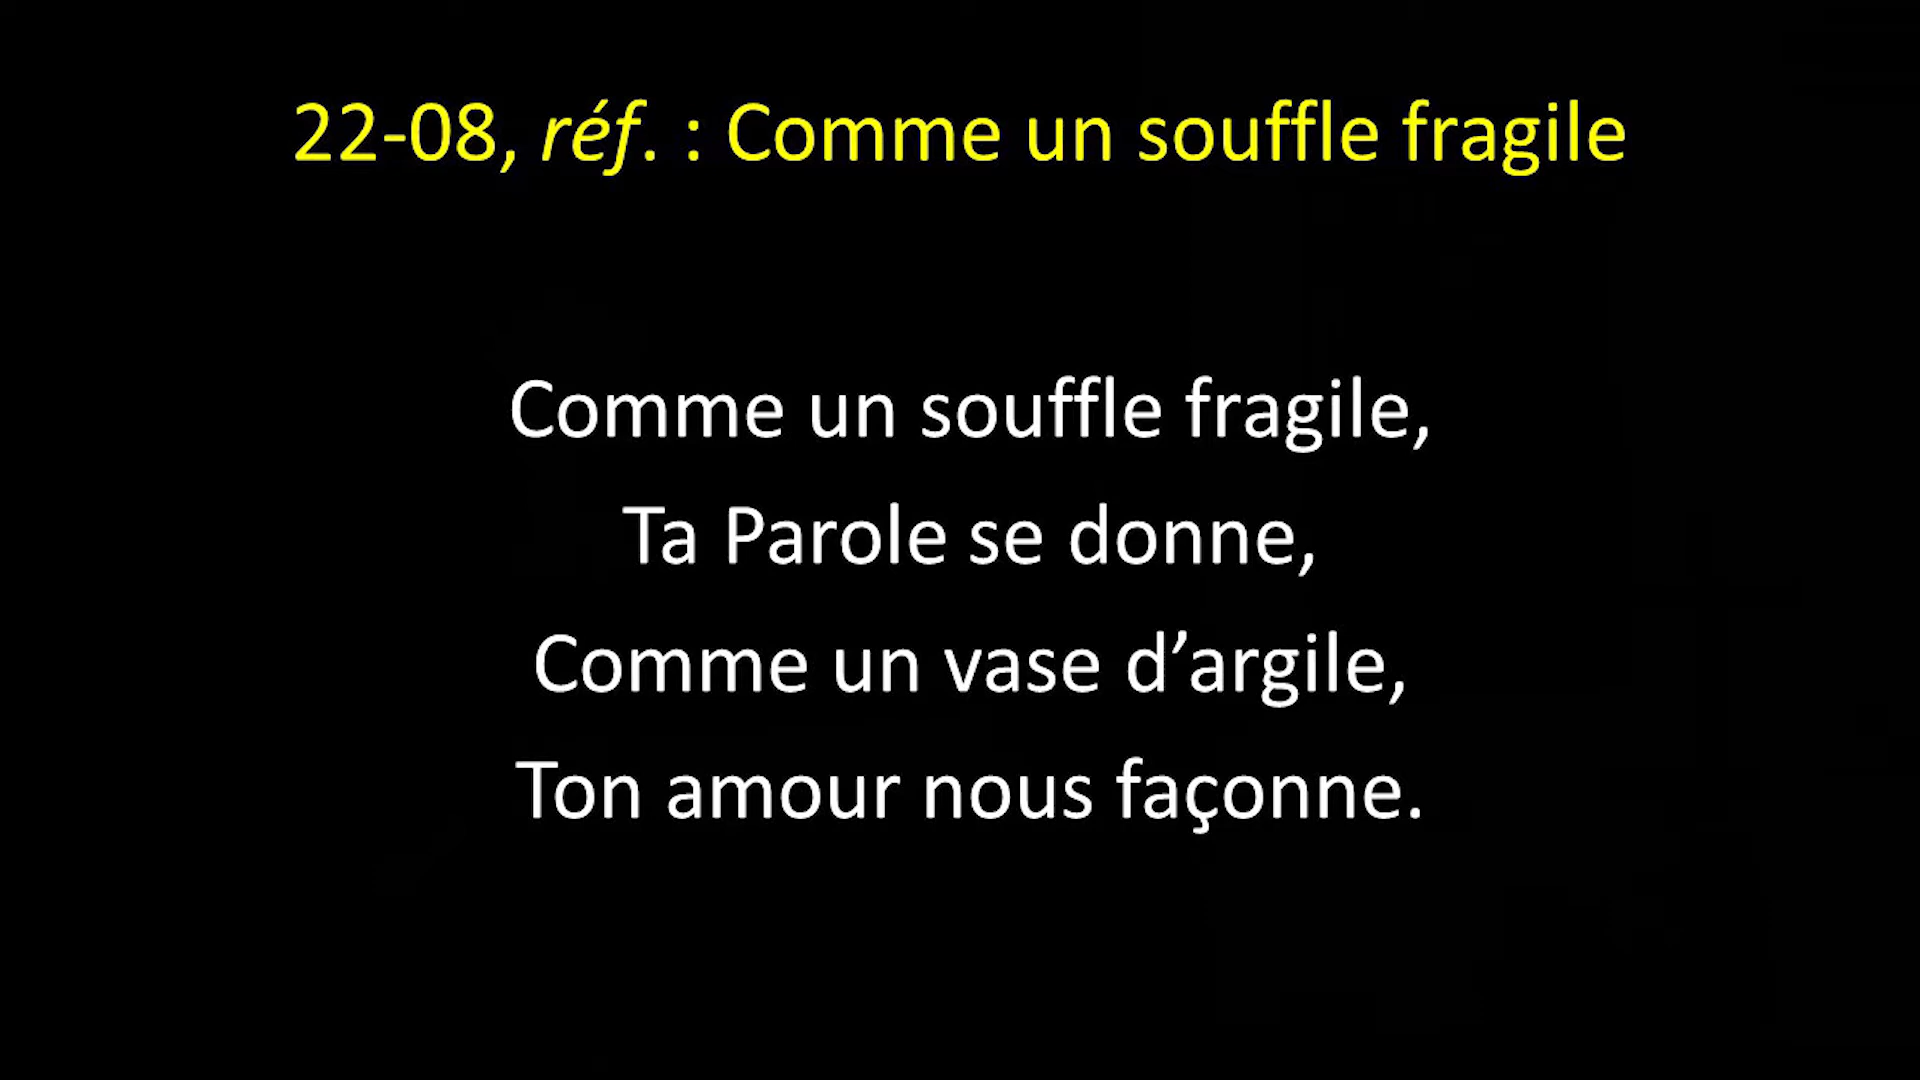 22-08, réf. : Comme un souffle fragile
Comme un souffle fragile,
Ta Parole se donne,
Comme un vase d’argile,
Ton amour nous façonne.